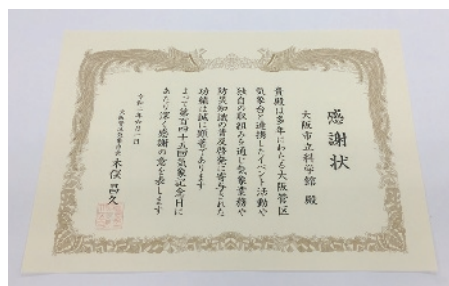 感謝状
大阪市立科学館 殿
貴殿は多年にわたる大阪管区
気象台と連携したイベント活動や
独自の取組みを通じ気象業務や
防災知識の普及啓発に寄与された
功績は誠に顕著であります
よって第百四十五回気象記念日に
あたり深く感謝の意を表します
令和二年六月一日
大阪管区気象台長 木俣昌久